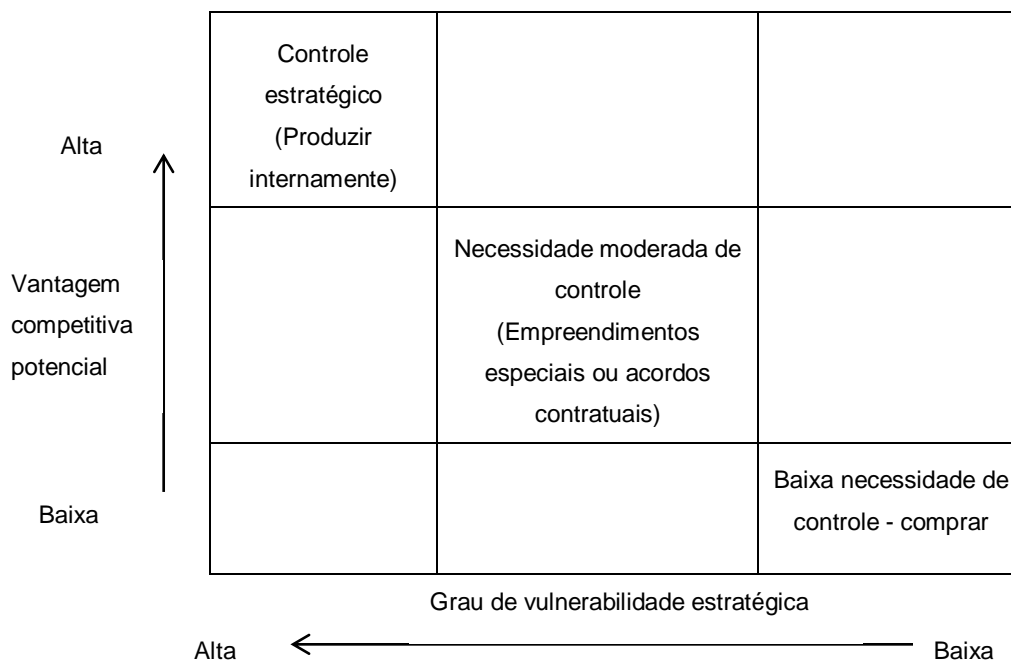 Controle
estratégico
(Produzir
internamente)
Alta
Vantagem
competitiva
potencial
Necessidade moderada de
controle
(Empreendimentos
especiais ou acordos
contratuais)
Baixa
Baixa necessidade de
controle - comprar
Grau de vulnerabilidade estratégica
Alta
Baixa